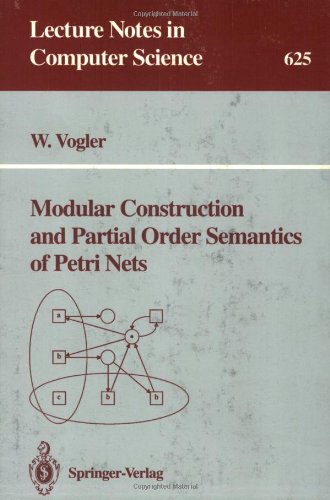 Lecture Notes in
Computer Science 625
W. Vogler
Modular Construction
and Partial Order Semantics
of Petri Nets
a
b
c b b
Springer-Verlag